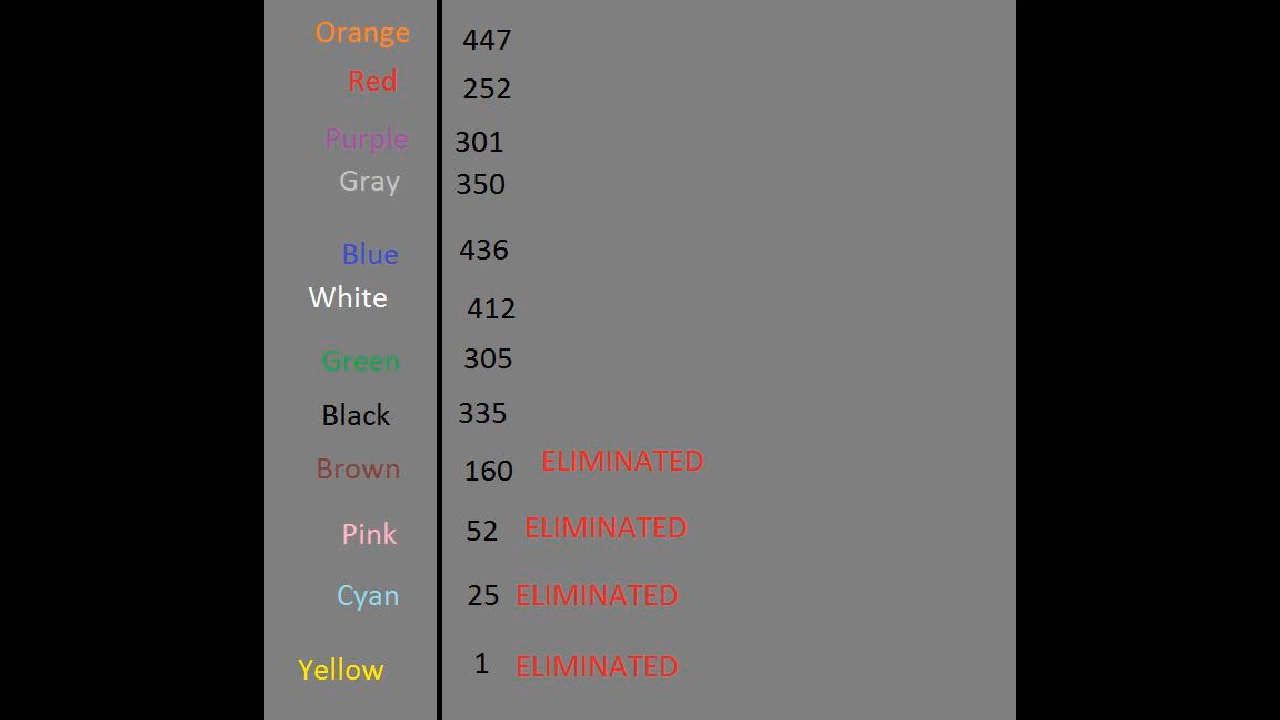 Orange 447
Red 252
Purple 301
Gray 350
Blue 436
White 412
Green 305
Black 335
Brown 160 ELIMINATED
Pink 52 ELIMINATED
Cyan 25 ELIMINATED
Yellow 1 ELIMINATED